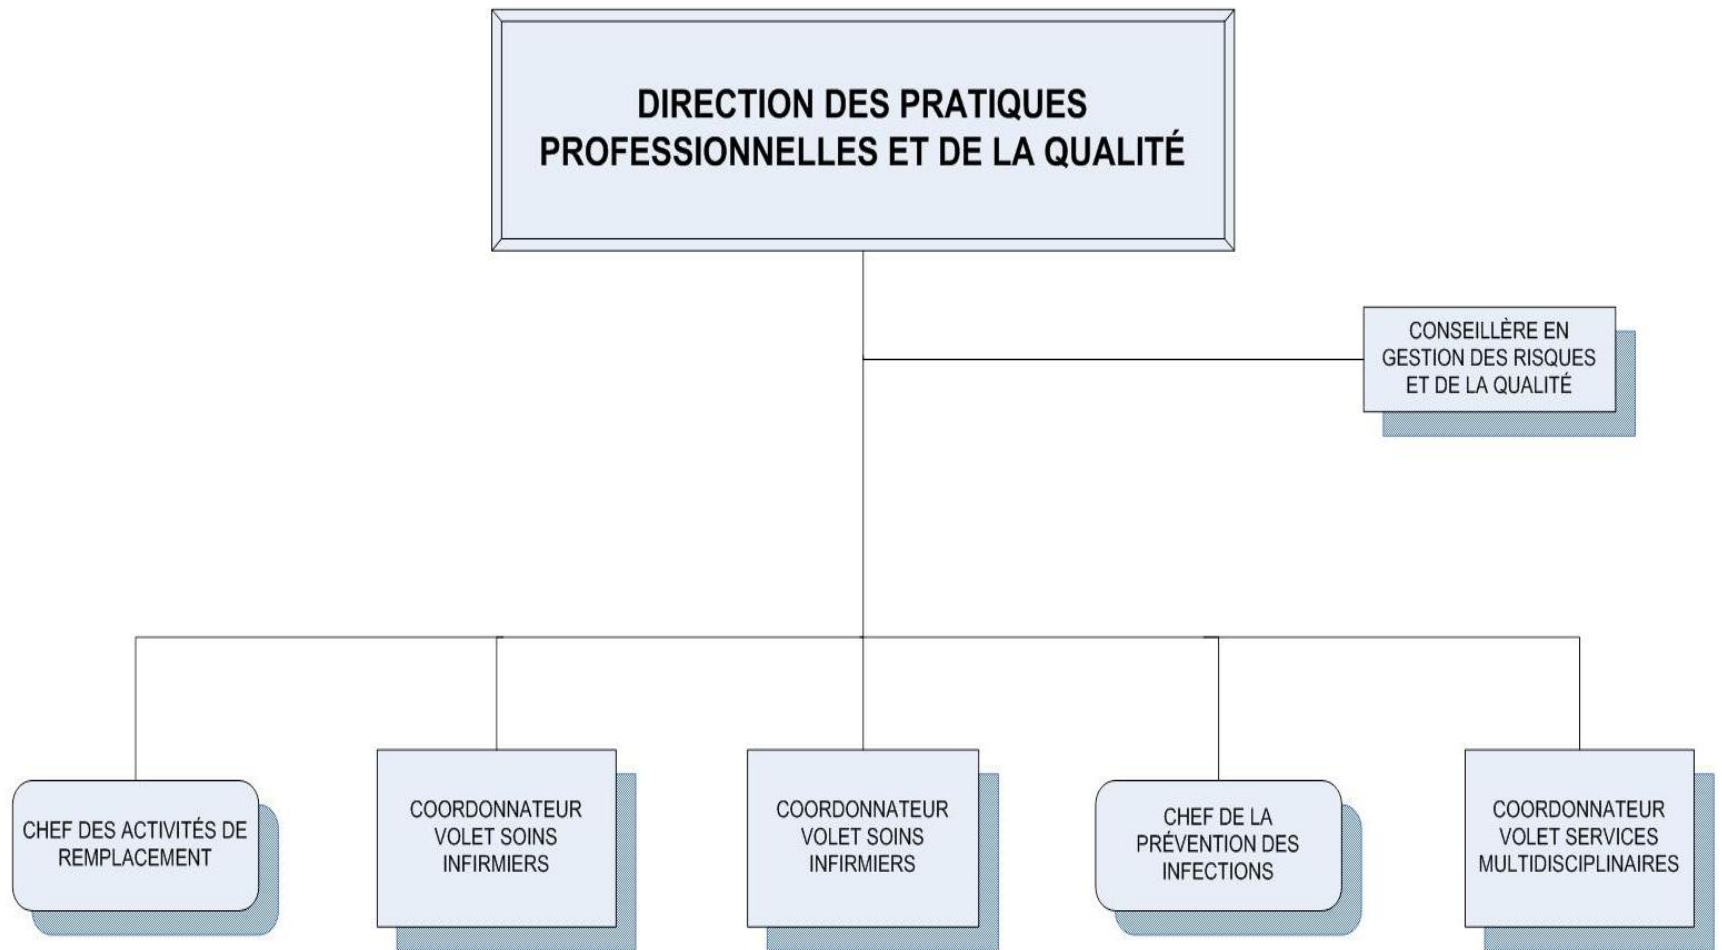 DIRECTION DES PRATIQUES
PROFESSIONNELLES ET DE LA QUALITÉ
CONSEILLÈRE EN
GESTION DES RISQUES
ET DE LA QUALITÉ
CHEF DES ACTIVITÉS DE
REMPLACEMENT
COORDONNATEUR
VOLET SOINS
INFIRMIERS
COORDONNATEUR
VOLET SOINS
INFIRMIERS
CHEF DE LA
PRÉVENTION DES
INFECTIONS
COORDONNATEUR
VOLET SERVICES
MULTIDISCIPLINAIRES